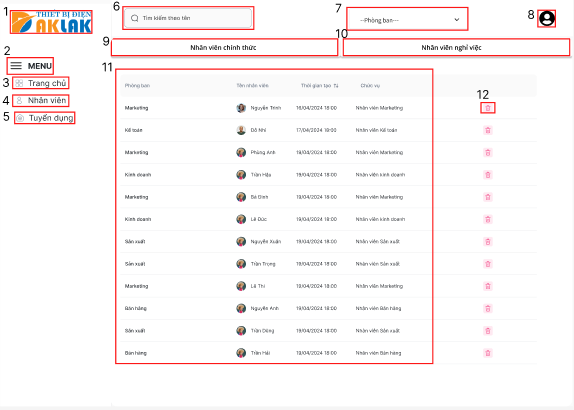 1 THIẾT BỊ ĐIỆN
AKLAK
6 Tìm kiếm theo tên
7 --Phòng ban--
8
2 MENU
3 Trang chủ
4 Nhân viên
5 Tuyển dụng
9 Nhân viên chính thức
10 Nhân viên nghỉ việc
11
Phòng ban Tên nhân viên Thời gian tạo Chức vụ
12
Marketing Nguyễn Trinh 16/04/2024 18:00 Nhân viên Marketing
Kế toán Đỗ Nhi 17/04/2024 18:00 Nhân viên Kế toán
Marketing Phùng Anh 19/04/2024 18:00 Nhân viên Marketing
Kinh doanh Trần Hậu 19/04/2024 18:00 Nhân viên kinh doanh
Marketing Bá Đình 19/04/2024 18:00 Nhân viên Marketing
Kinh doanh Lê Đức 19/04/2024 18:00 Nhân viên kinh doanh
Sản xuất Nguyễn Xuân 19/04/2024 18:00 Nhân viên Sản xuất
Sản xuất Trần Trọng 19/04/2024 18:00 Nhân viên Sản xuất
Marketing Lê Thi 19/04/2024 18:00 Nhân viên Marketing
Bán hàng Nguyễn Anh 19/04/2024 18:00 Nhân viên Bán hàng
Sản xuất Trần Dũng 19/04/2024 18:00 Nhân viên Sản xuất
Bán hàng Trần Hải 19/04/2024 18:00 Nhân viên Bán hàng